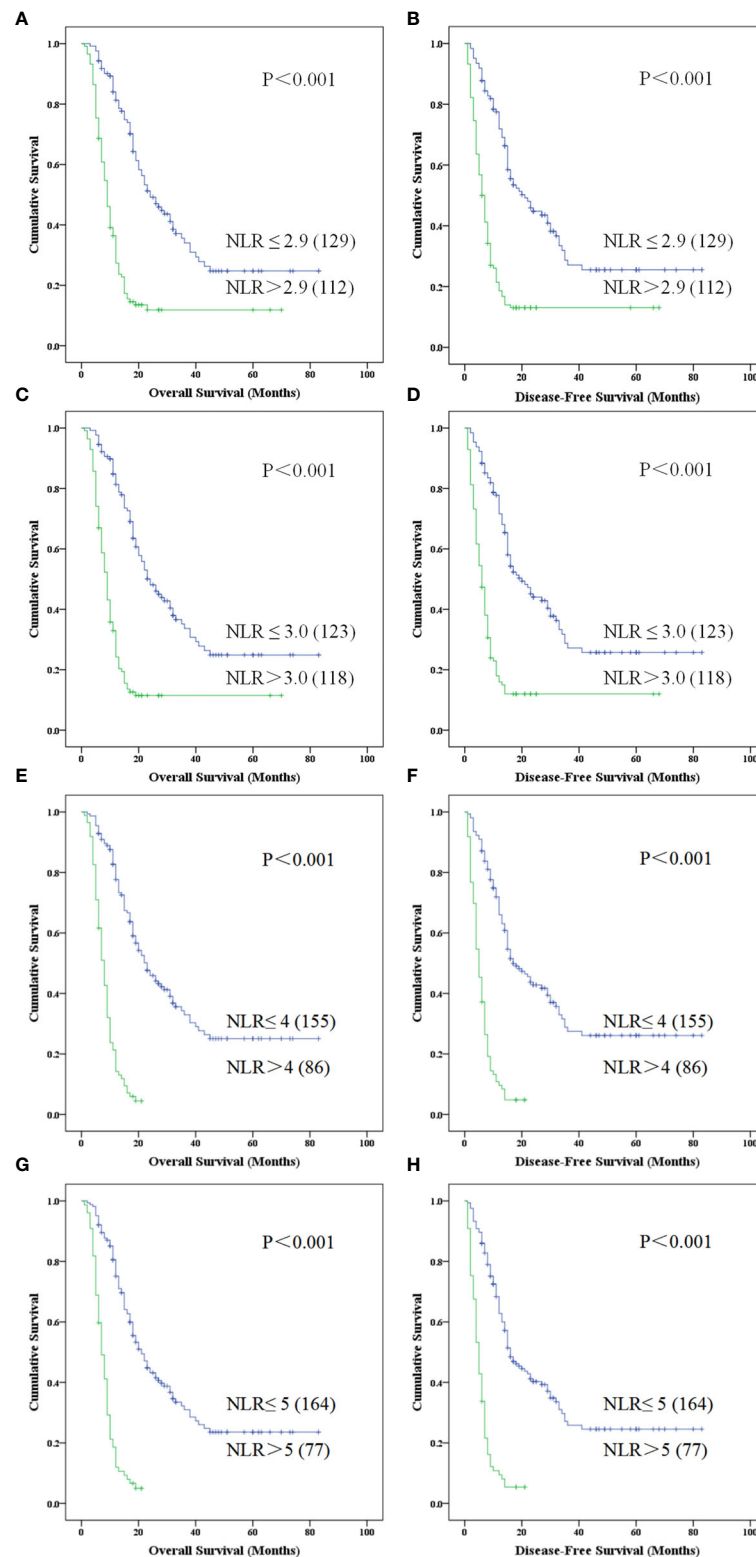 A
B
1.0
0.8
0.6
0.4
0.2
0.0
Cumulative Survival
P<0.001
NLR ≤ 2.9 (129)
NLR>2.9 (112)
0 20 40 60 80 100
Overall Survival (Months)
1.0
0.8
0.6
0.4
0.2
0.0
Cumulative Survival
P<0.001
NLR ≤ 2.9 (129)
NLR>2.9 (112)
0 20 40 60 80 100
Disease-Free Survival (Months)
C
D
1.0
0.8
0.6
0.4
0.2
0.0
Cumulative Survival
P<0.001
NLR ≤ 3.0 (123)
NLR>3.0 (118)
0 20 40 60 80 100
Overall Survival (Months)
1.0
0.8
0.6
0.4
0.2
0.0
Cumulative Survival
P<0.001
NLR ≤ 3.0 (123)
NLR>3.0 (118)
0 20 40 60 80 100
Disease-Free Survival (Months)
E
F
1.0
0.8
0.6
0.4
0.2
0.0
Cumulative Survival
P<0.001
NLR≤ 4 (155)
NLR>4 (86)
0 20 40 60 80 100
Overall Survival (Months)
1.0
0.8
0.6
0.4
0.2
0.0
Cumulative Survival
P<0.001
NLR≤ 4 (155)
NLR>4 (86)
0 20 40 60 80 100
Disease-Free Survival (Months)
G
H
1.0
0.8
0.6
0.4
0.2
0.0
Cumulative Survival
P<0.001
NLR≤ 5 (164)
NLR>5 (77)
0 20 40 60 80 100
Overall Survival (Months)
1.0
0.8
0.6
0.4
0.2
0.0
Cumulative Survival
P<0.001
NLR≤ 5 (164)
NLR>5 (77)
0 20 40 60 80 100
Disease-Free Survival (Months)